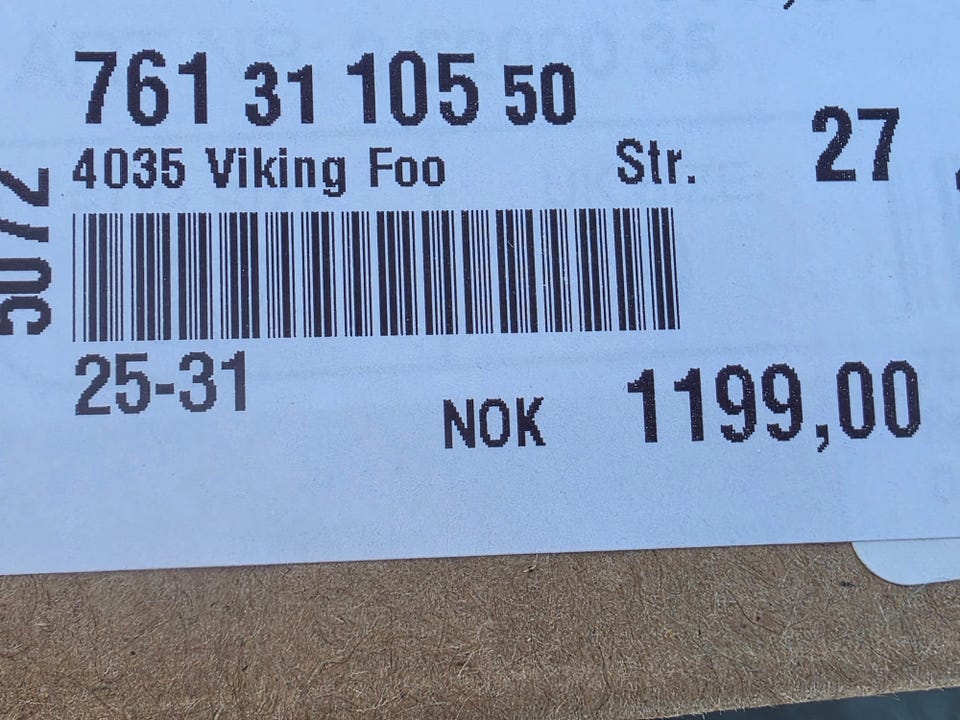 761 31 105 50
4035 Viking Foo Str. 27
25-31
NOK 1199,00